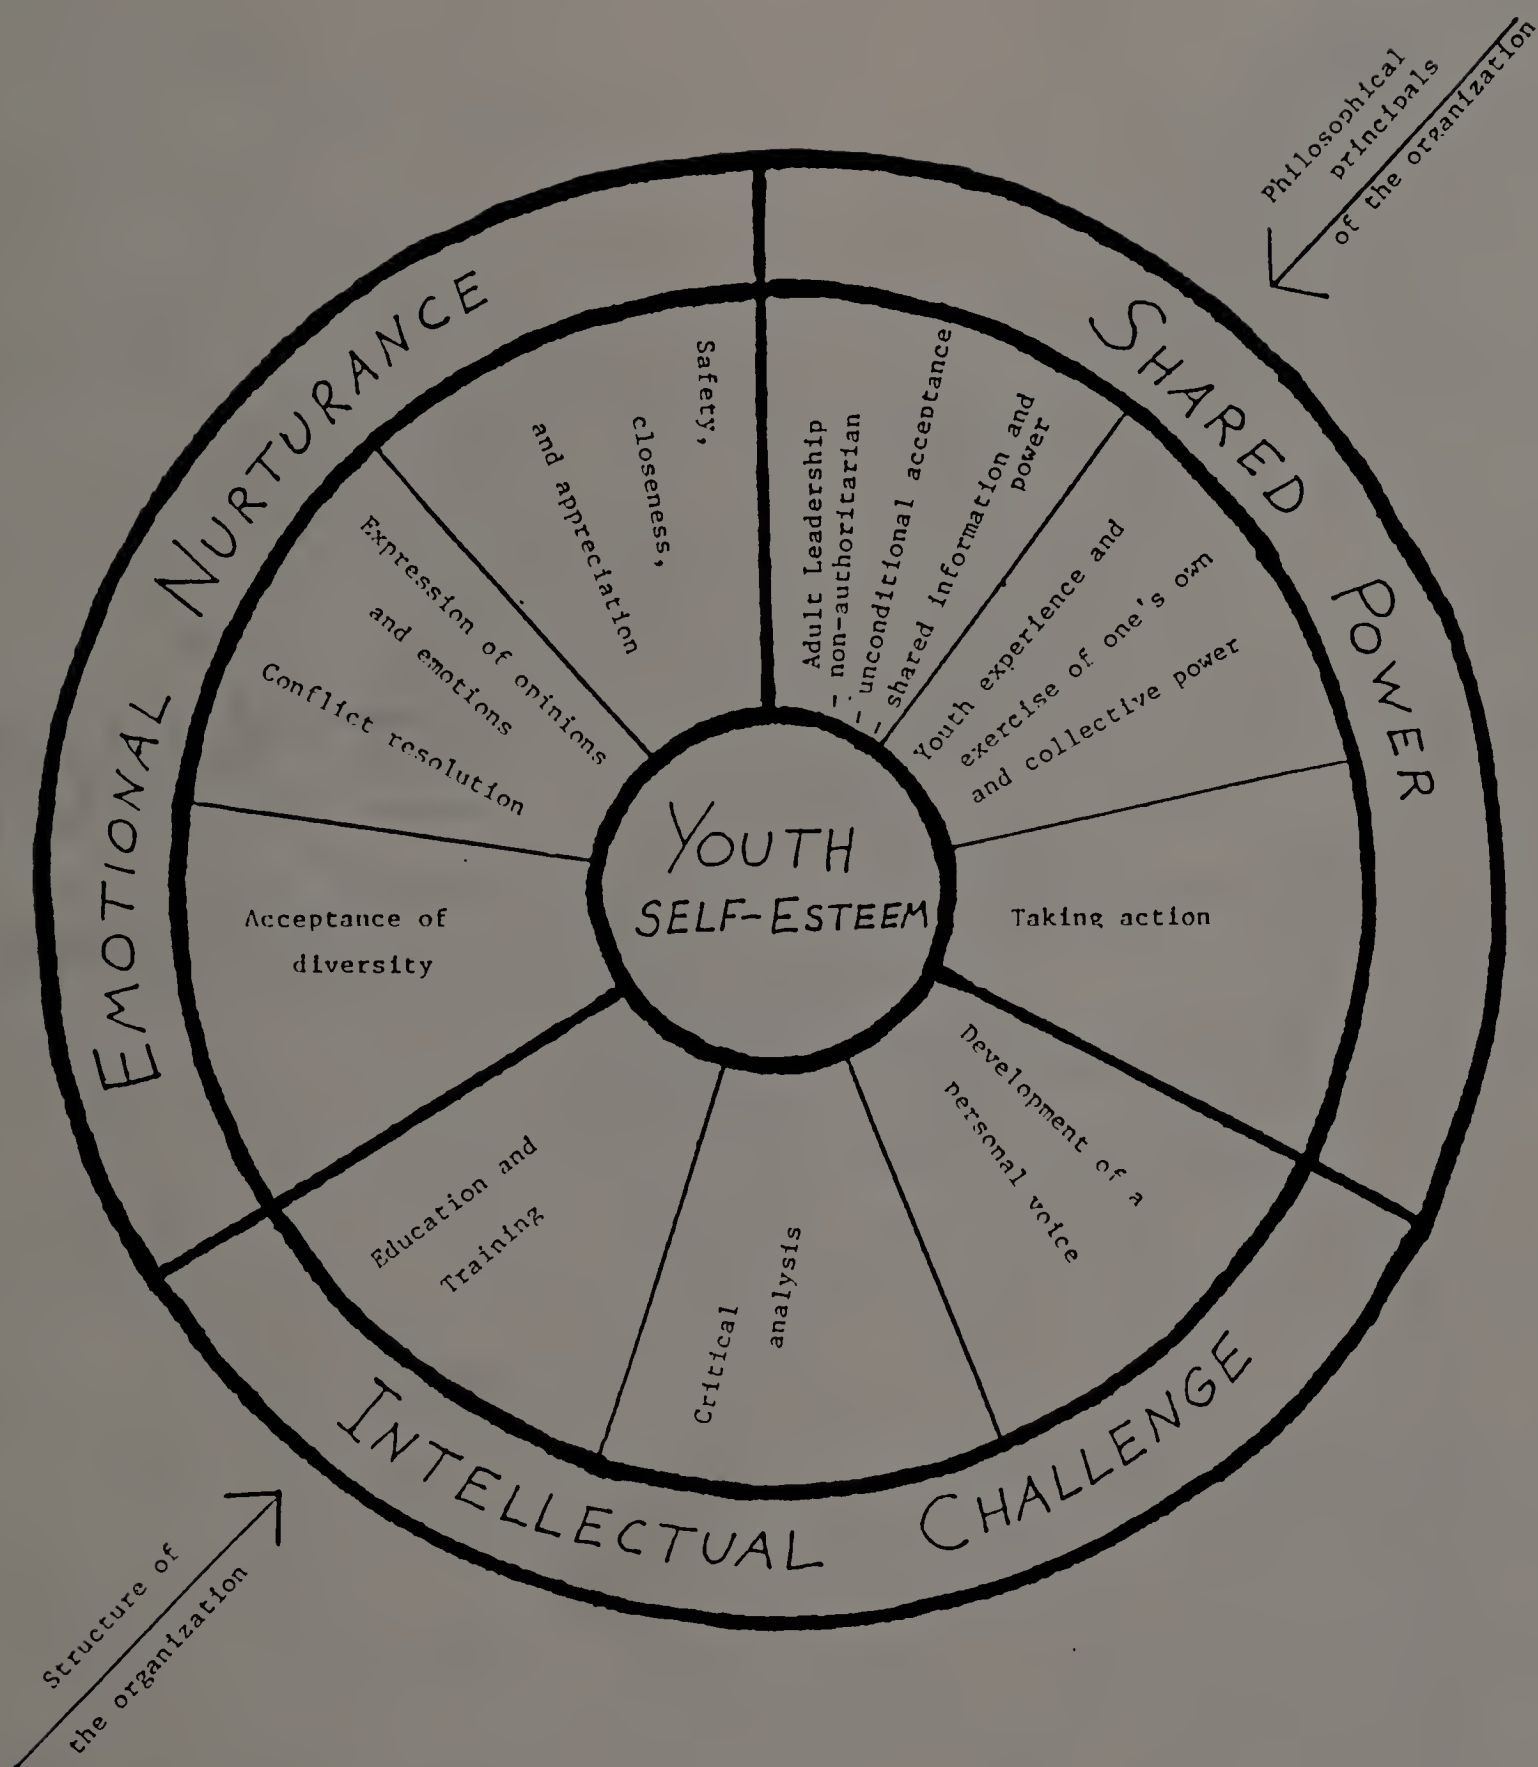 Philosophical
principals
of the organization
EMOTIONAL NURTURANCE
SHARED POWER
INTELLECTUAL CHALLENGE
Safety,
closeness,
and appreciation
Expression of opinions
and emotions
Conflict resolution
Acceptance of
diversity
Adult Leadership
- non-authoritarian
- unconditional acceptance
- shared information and
power
Youth experience and
exercise of one's own
and collective power
Taking action
Development of a
personal voice
Critical
analysis
Education and
Training
YOUTH
SELF-ESTEEM
Structure of
the organization